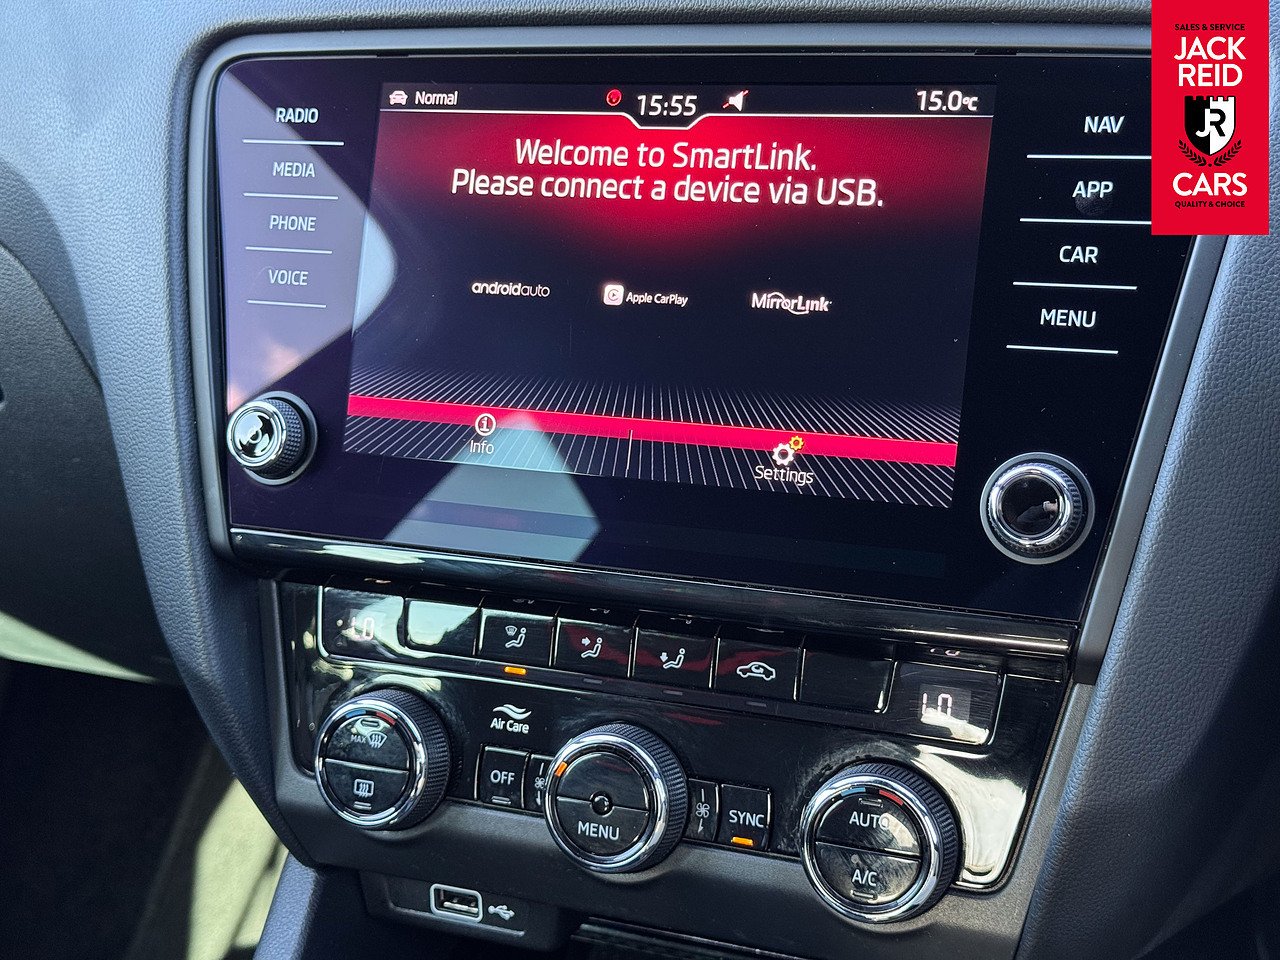 SALES & SERVICE
JACK
REID
JR
CARS
QUALITY & CHOICE
RADIO
MEDIA
PHONE
VOICE
Normal
15:55
15.0°C
Welcome to SmartLink.
Please connect a device via USB.
androidauto
Apple CarPlay
MirrorLink
Info
Settings
NAV
APP
CAR
MENU
LO
LO
MAX
Air Care
OFF
MENU
SYNC
AUTO
A/C